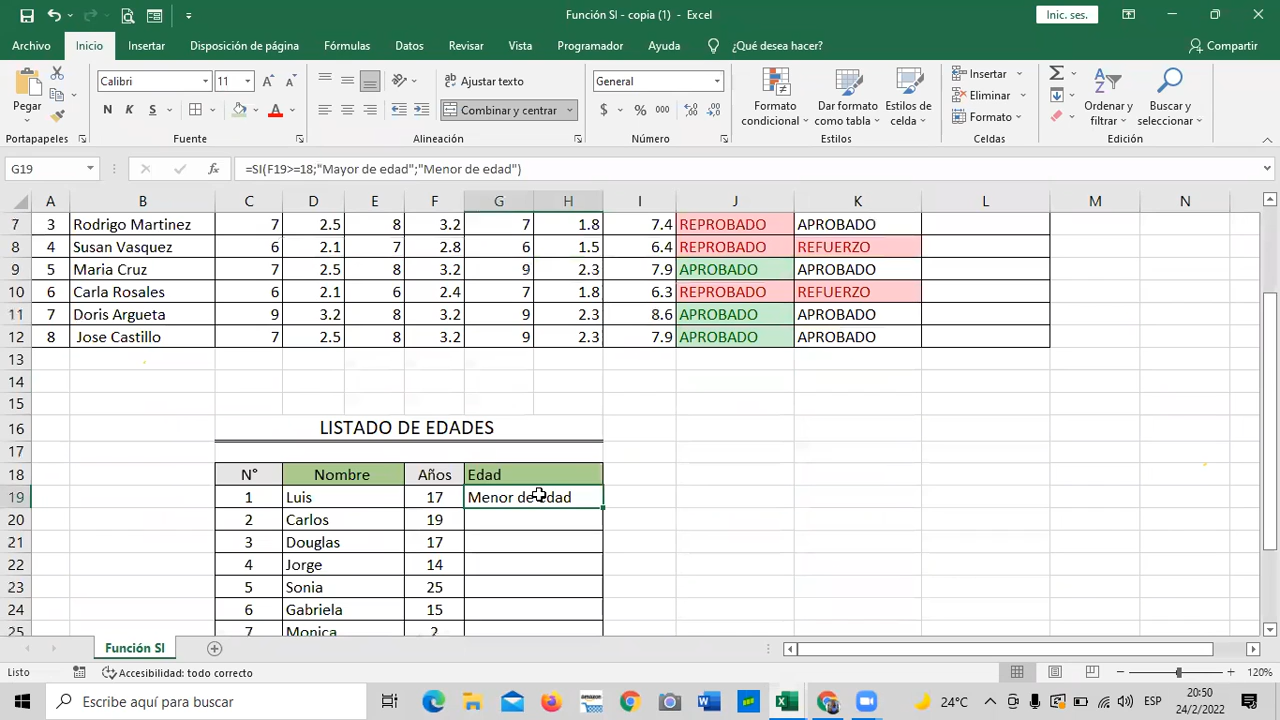 Función SI - copia (1) - Excel
Inic. ses.
Archivo Inicio Insertar Disposición de página Fórmulas Datos Revisar Vista Programador Ayuda ¿Qué desea hacer? Compartir
Pegar
Calibri 11
N K S
Ajustar texto
Combinar y centrar
General
$ % 000
Formato condicional
Dar formato como tabla
Estilos de celda
Insertar
Eliminar
Formato
Ordenar y filtrar
Buscar y seleccionar
Portapapeles Fuente Alineación Número Estilos Celdas Edición
G19 fx =SI(F19>=18;"Mayor de edad";"Menor de edad")
A B C D E F G H I J K L M N
7 3 Rodrigo Martinez 7 2.5 8 3.2 7 1.8 7.4 REPROBADO APROBADO
8 4 Susan Vasquez 6 2.1 7 2.8 6 1.5 6.4 REPROBADO REFUERZO
9 5 Maria Cruz 7 2.5 8 3.2 9 2.3 7.9 APROBADO APROBADO
10 6 Carla Rosales 6 2.1 6 2.4 7 1.8 6.3 REPROBADO REFUERZO
11 7 Doris Argueta 9 3.2 8 3.2 9 2.3 8.6 APROBADO APROBADO
12 8 Jose Castillo 7 2.5 8 3.2 9 2.3 7.9 APROBADO APROBADO
13
14
15
16 LISTADO DE EDADES
17
18 N° Nombre Años Edad
19 1 Luis 17 Menor de edad
20 2 Carlos 19
21 3 Douglas 17
22 4 Jorge 14
23 5 Sonia 25
24 6 Gabriela 15
25 7 Monica 2
Función SI
Listo Accesibilidad: todo correcto 120%
Escribe aquí para buscar
24°C ESP 20:50
24/2/2022